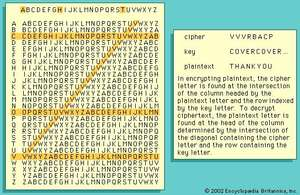 ABCDEFGHIJKLMNOPQRSTUVWXYZ
A ABCDEFGHIJKLMNOPQRSTUVWXYZ
B BCDEFGHIJKLMNOPQRSTUVWXYZA
C CDEFGHIJKLMNOPQRSTUVWXYZAB
D DEFGHIJKLMNOPQRSTUVWXYZABC
E EFGHIJKLMNOPQRSTUVWXYZABCD
F FGHIJKLMNOPQRSTUVWXYZABCDE
G GHIJKLMNOPQRSTUVWXYZABCDEF
H HIJKLMNOPQRSTUVWXYZABCDEFG
I IJKLMNOPQRSTUVWXYZABCDEFGH
J JKLMNOPQRSTUVWXYZABCDEFGHI
K KLMNOPQRSTUVWXYZABCDEFGHIJ
L LMNOPQRSTUVWXYZABCDEFGHIJK
M MNOPQRSTUVWXYZABCDEFGHIJKL
N NOPQRSTUVWXYZABCDEFGHIJKLM
O OPQRSTUVWXYZABCDEFGHIJKLMN
P PQRSTUVWXYZABCDEFGHIJKLMNO
Q QRSTUVWXYZABCDEFGHIJKLMNOP
R RSTUVWXYZABCDEFGHIJKLMNOPQ
S STUVWXYZABCDEFGHIJKLMNOPQR
T TUVWXYZABCDEFGHIJKLMNOPQRS
U UVWXYZABCDEFGHIJKLMNOPQRST
V VWXYZABCDEFGHIJKLMNOPQRSTU
W WXYZABCDEFGHIJKLMNOPQRSTUV
X XYZABCDEFGHIJKLMNOPQRSTUVW
Y YZABCDEFGHIJKLMNOPQRSTUVWX
Z ZABCDEFGHIJKLMNOPQRSTUVWXY
cipher VVVRBACP
key COVERCOVER...
plaintext THANKYOU
In encrypting plaintext, the cipher
letter is found at the intersection
of the column headed by the
plaintext letter and the row indexed
by the key letter. To decrypt
ciphertext, the plaintext letter is
found at the head of the column
determined by the intersection of
the diagonal containing the cipher
letter and the row containing the
key letter.
© 2002 Encyclopædia Britannica, Inc.